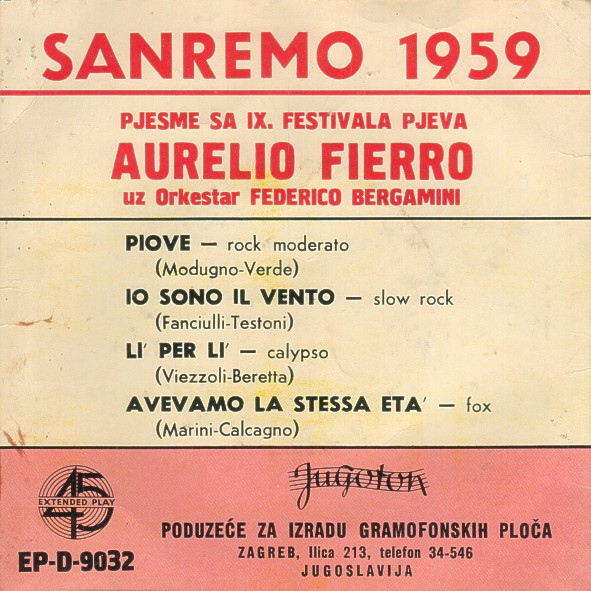 SANREMO 1959
PJESME SA IX. FESTIVALA PJEVA
AURELIO FIERRO
uz Orkestar FEDERICO BERGAMINI
PIOVE — rock moderato
(Modugno-Verde)
IO SONO IL VENTO — slow rock
(Fanciulli-Testoni)
LI' PER LI' — calypso
(Viezzoli-Beretta)
AVEVAMO LA STESSA ETA' — fox
(Marini-Calcagno)
45
EXTENDED PLAY
EP-D-9032
Jugoton
PODUZEĆE ZA IZRADU GRAMOFONSKIH PLOČA
ZAGREB, Ilica 213, telefon 34-546
JUGOSLAVIJA